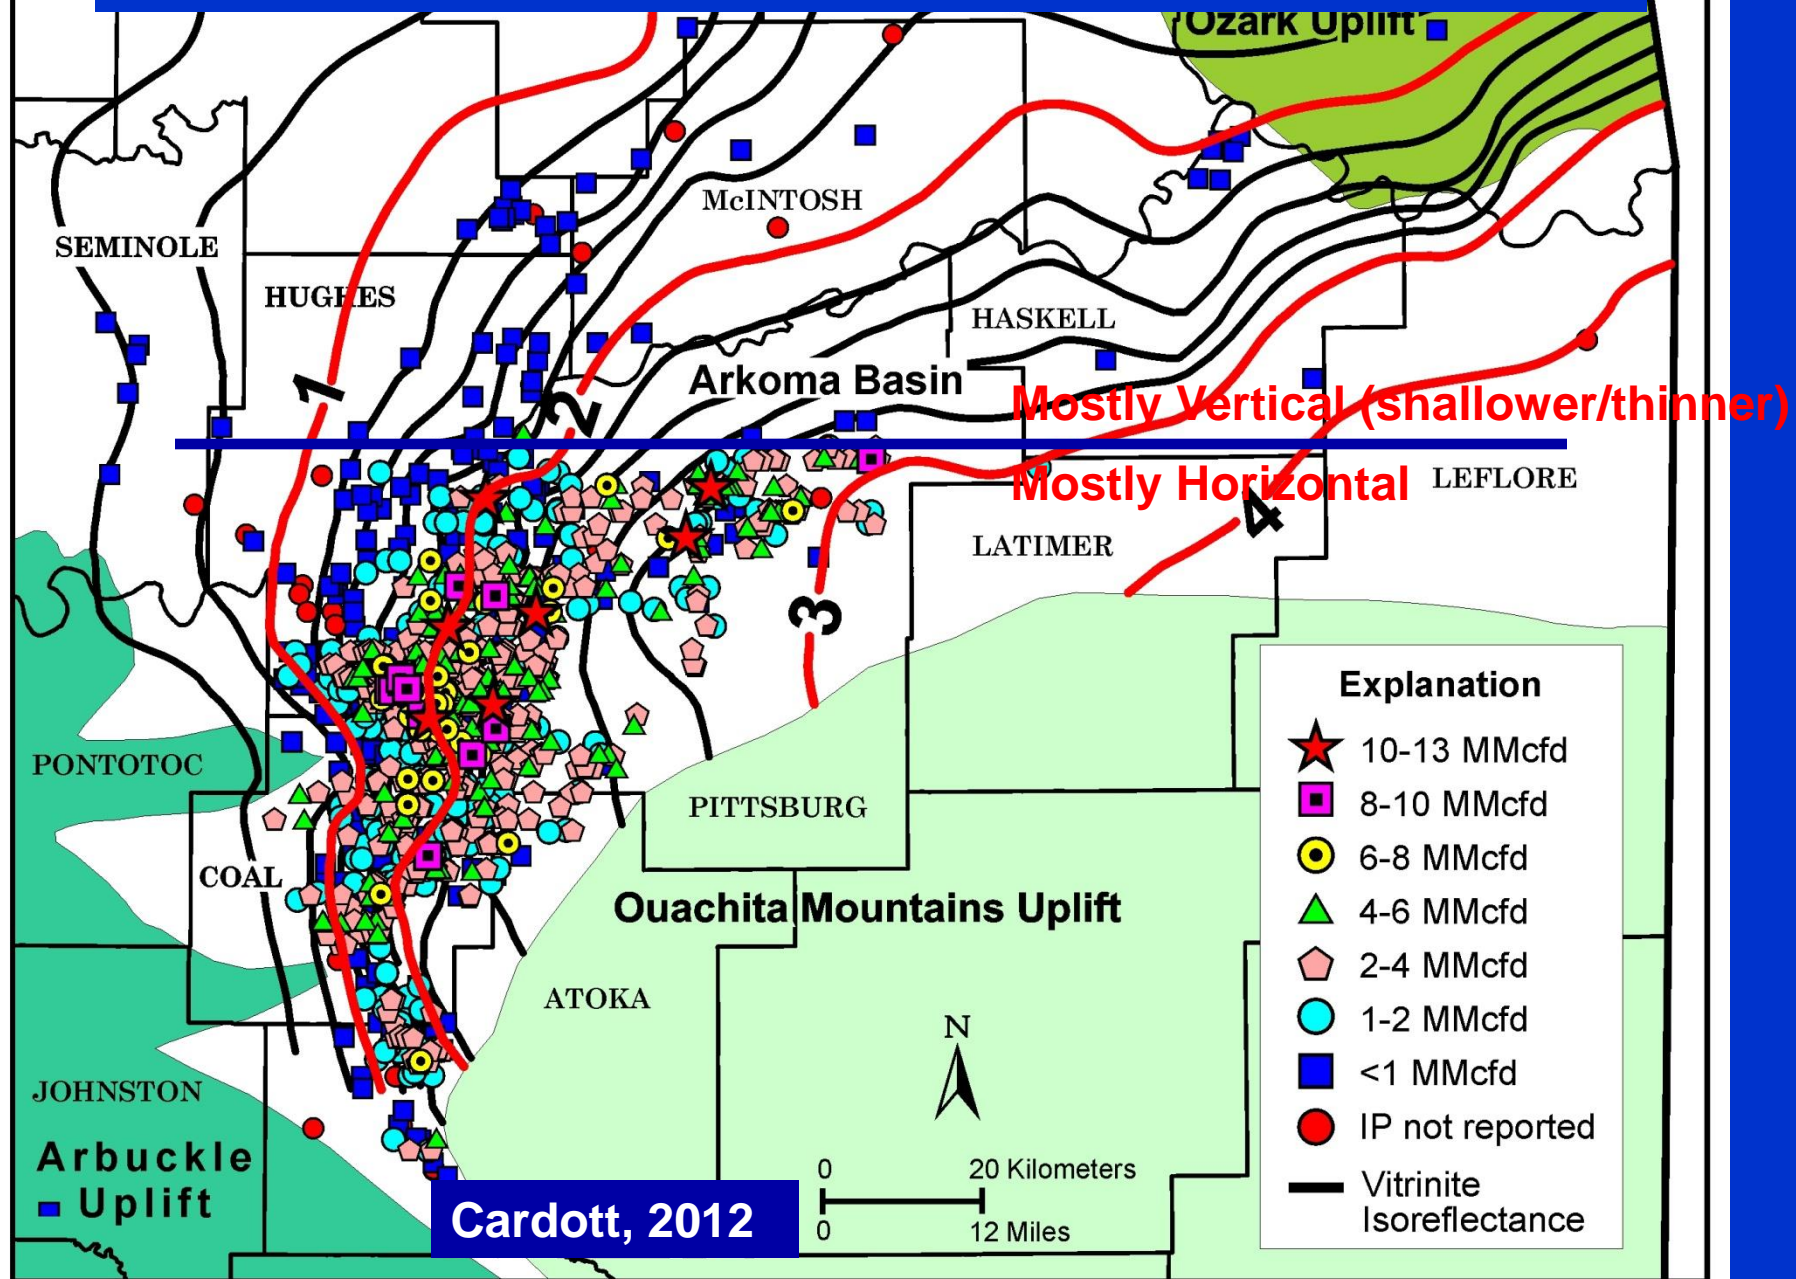 Ozark Uplift
McINTOSH
SEMINOLE
HUGHES
HASKELL
1
Arkoma Basin
2
Mostly Vertical (shallower/thinner)
Mostly Horizontal
LEFLORE
4
LATIMER
3
Explanation
10-13 MMcfd
8-10 MMcfd
6-8 MMcfd
4-6 MMcfd
2-4 MMcfd
1-2 MMcfd
<1 MMcfd
IP not reported
Vitrinite
Isoreflectance
PONTOTOC
PITTSBURG
COAL
Ouachita Mountains Uplift
ATOKA
N
JOHNSTON
Arbuckle
Uplift
0 20 Kilometers
0 12 Miles
Cardott, 2012